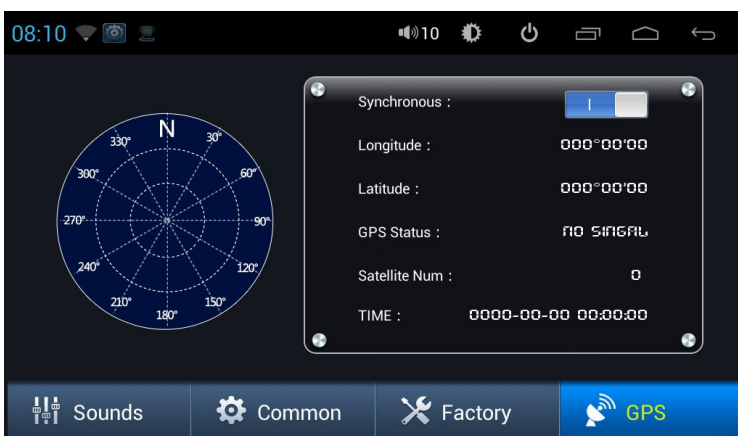 08:10
10
N
330°
30°
300°
60°
270°
90°
240°
120°
210°
150°
180°
Synchronous :
Longitude : 000°00'00
Latitude : 000°00'00
GPS Status : NO SINGAL
Satellite Num : 0
TIME : 0000-00-00 00:00:00
Sounds Common Factory GPS